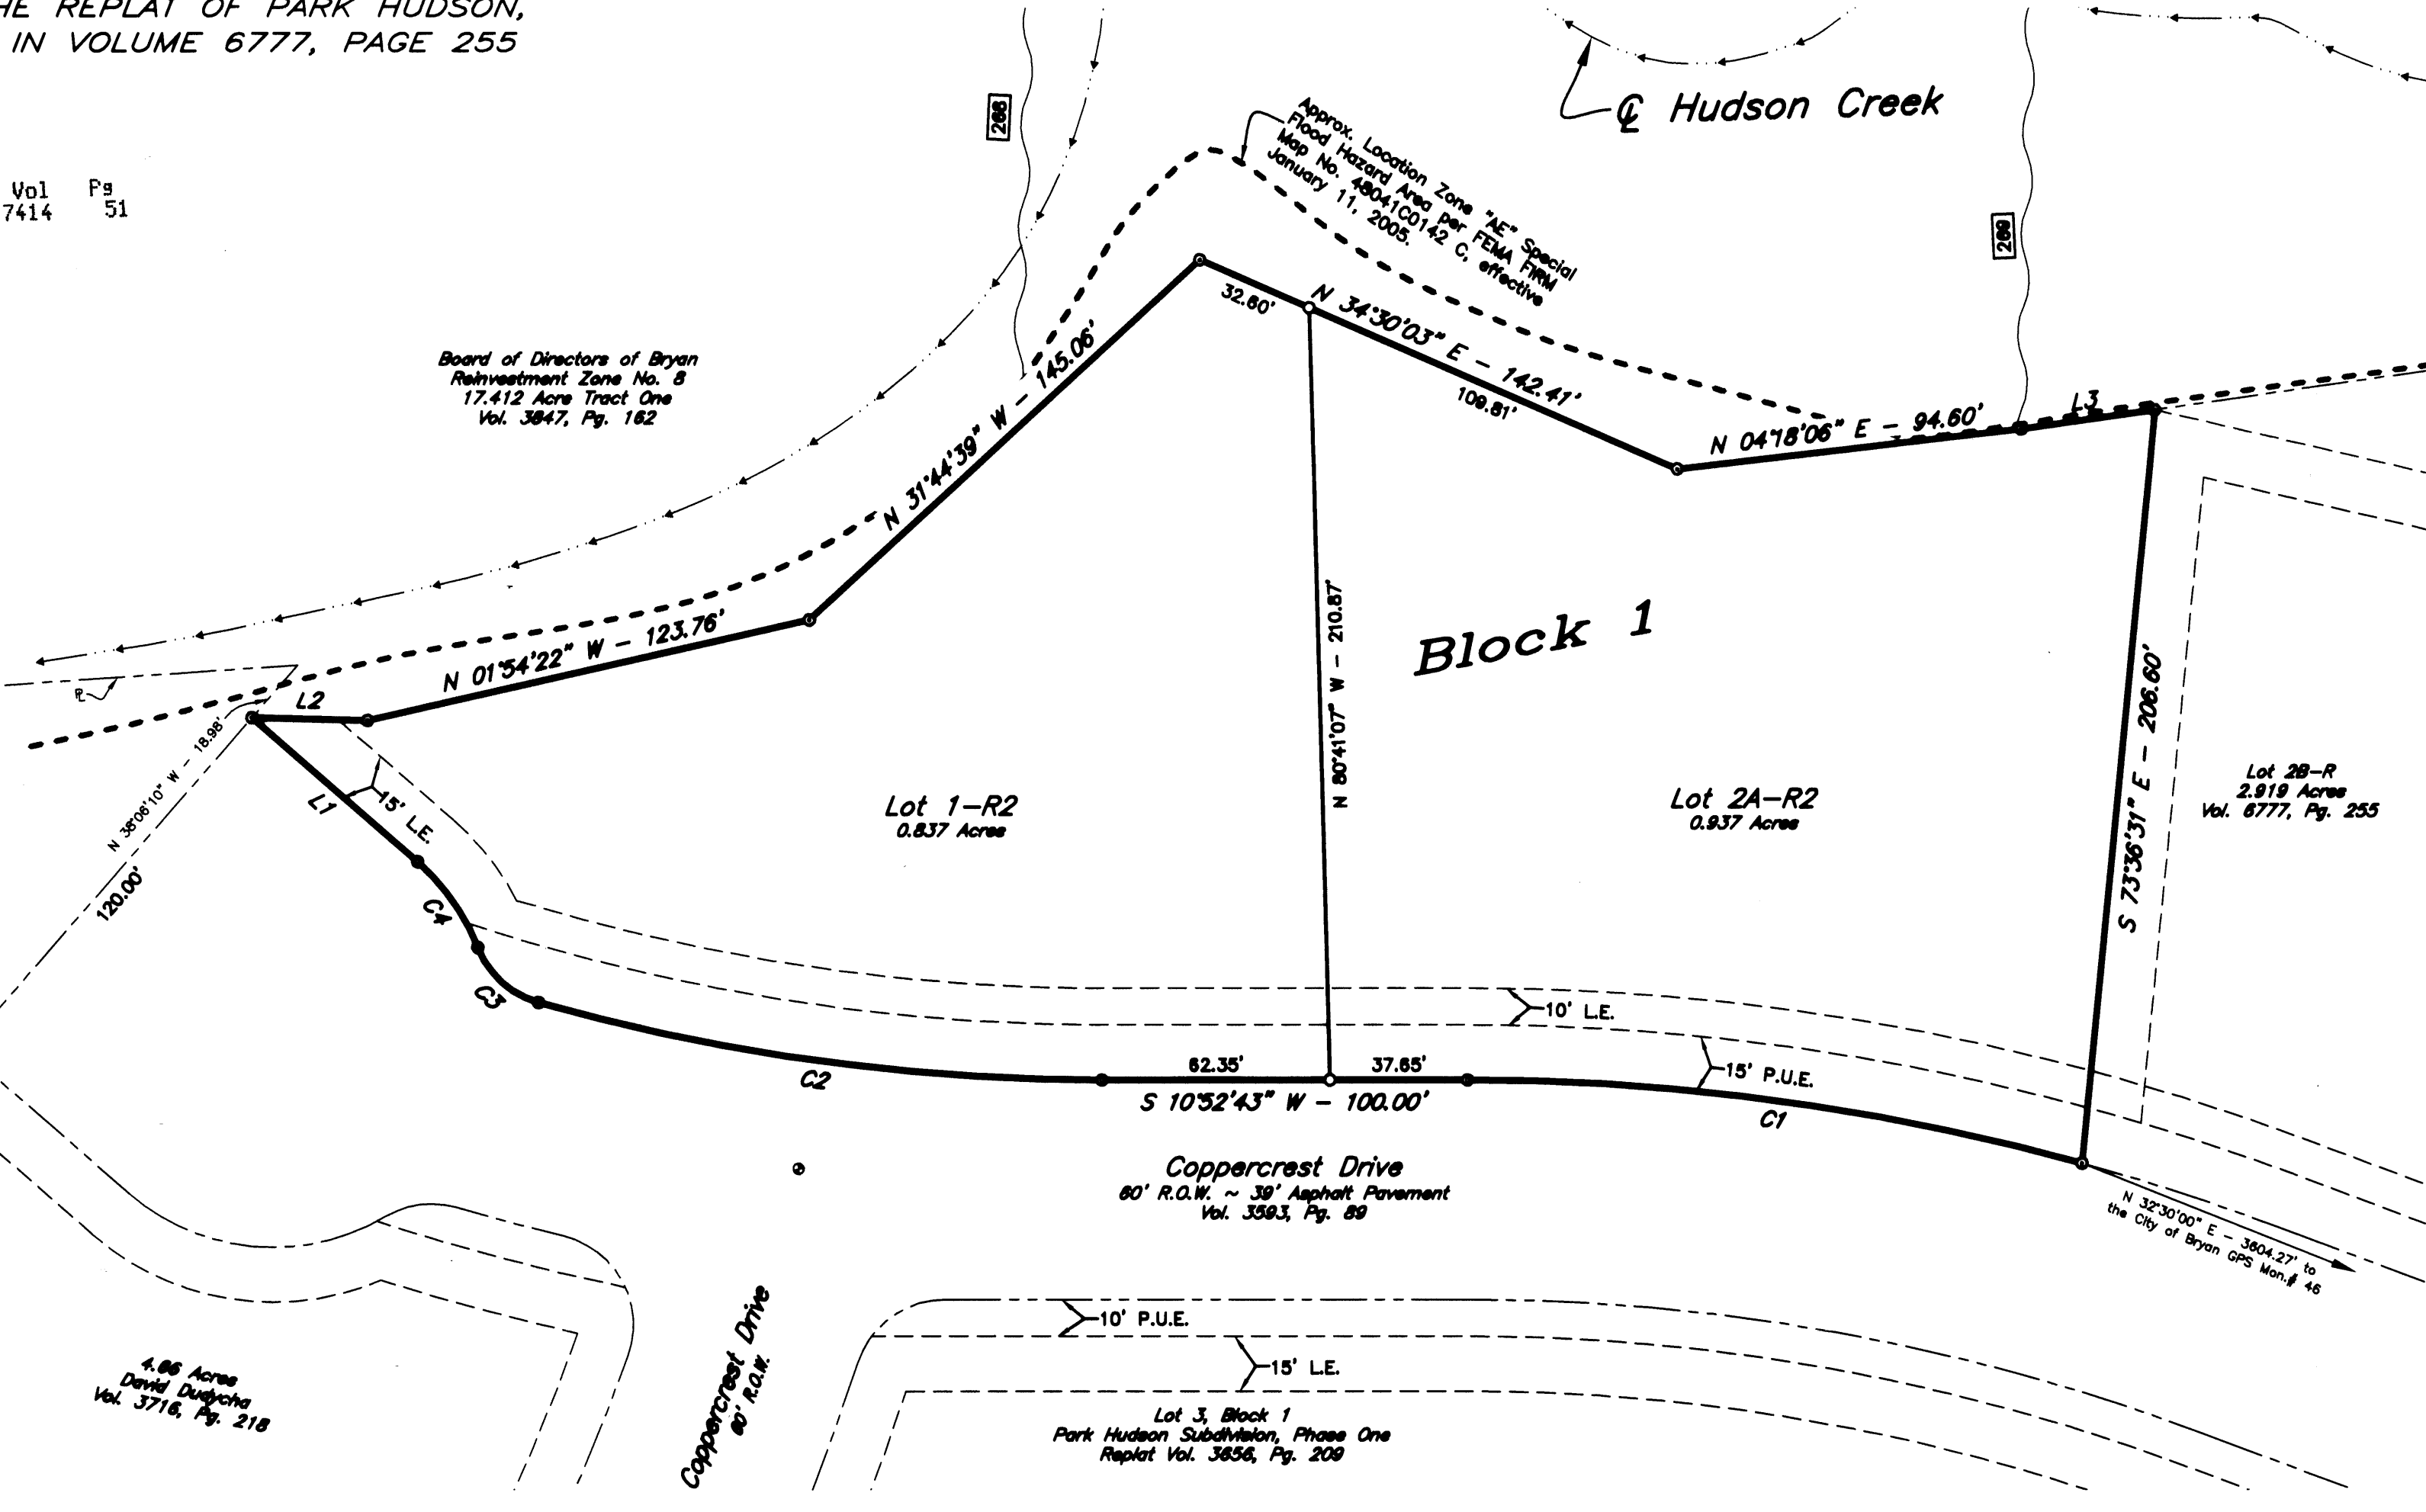 THE REPLAT OF PARK HUDSON,
IN VOLUME 6777, PAGE 255
Vol Pg
7414 51
268
269
℄ Hudson Creek
Approx. Location Zone "AE" Special
Flood Hazard Area per FEMA FIRM
Map No. 48041C0142 C, effective
January 11, 2005.
Board of Directors of Bryan
Reinvestment Zone No. 8
17.412 Acre Tract One
Vol. 3847, Pg. 162
32.60'
N 34°30'03" E - 142.41'
109.81'
N 31°44'39" W - 145.06'
N 04°18'06" E - 94.60'
L3
N 01°54'22" W - 123.76'
L2
N 38°06'10" W - 18.98'
120.00'
L1
15' L.E.
N 80°41'07" W - 210.87'
Block 1
S 73°36'31" E - 206.60'
Lot 1-R2
0.837 Acres
Lot 2A-R2
0.937 Acres
Lot 2B-R
2.919 Acres
Vol. 6777, Pg. 255
C4
C3
C2
10' L.E.
15' P.U.E.
62.35'
37.65'
S 10°52'43" W - 100.00'
C1
Coppercrest Drive
60' R.O.W. ~ 39' Asphalt Pavement
Vol. 3593, Pg. 89
N 32°30'00" E - 3604.27' to
the City of Bryan GPS Mon.# 46
Coppercrest Drive
60' R.O.W.
10' P.U.E.
15' L.E.
4.66 Acres
David Dudycha
Vol. 3716, Pg. 218
Lot 3, Block 1
Park Hudson Subdivision, Phase One
Replat Vol. 3656, Pg. 209